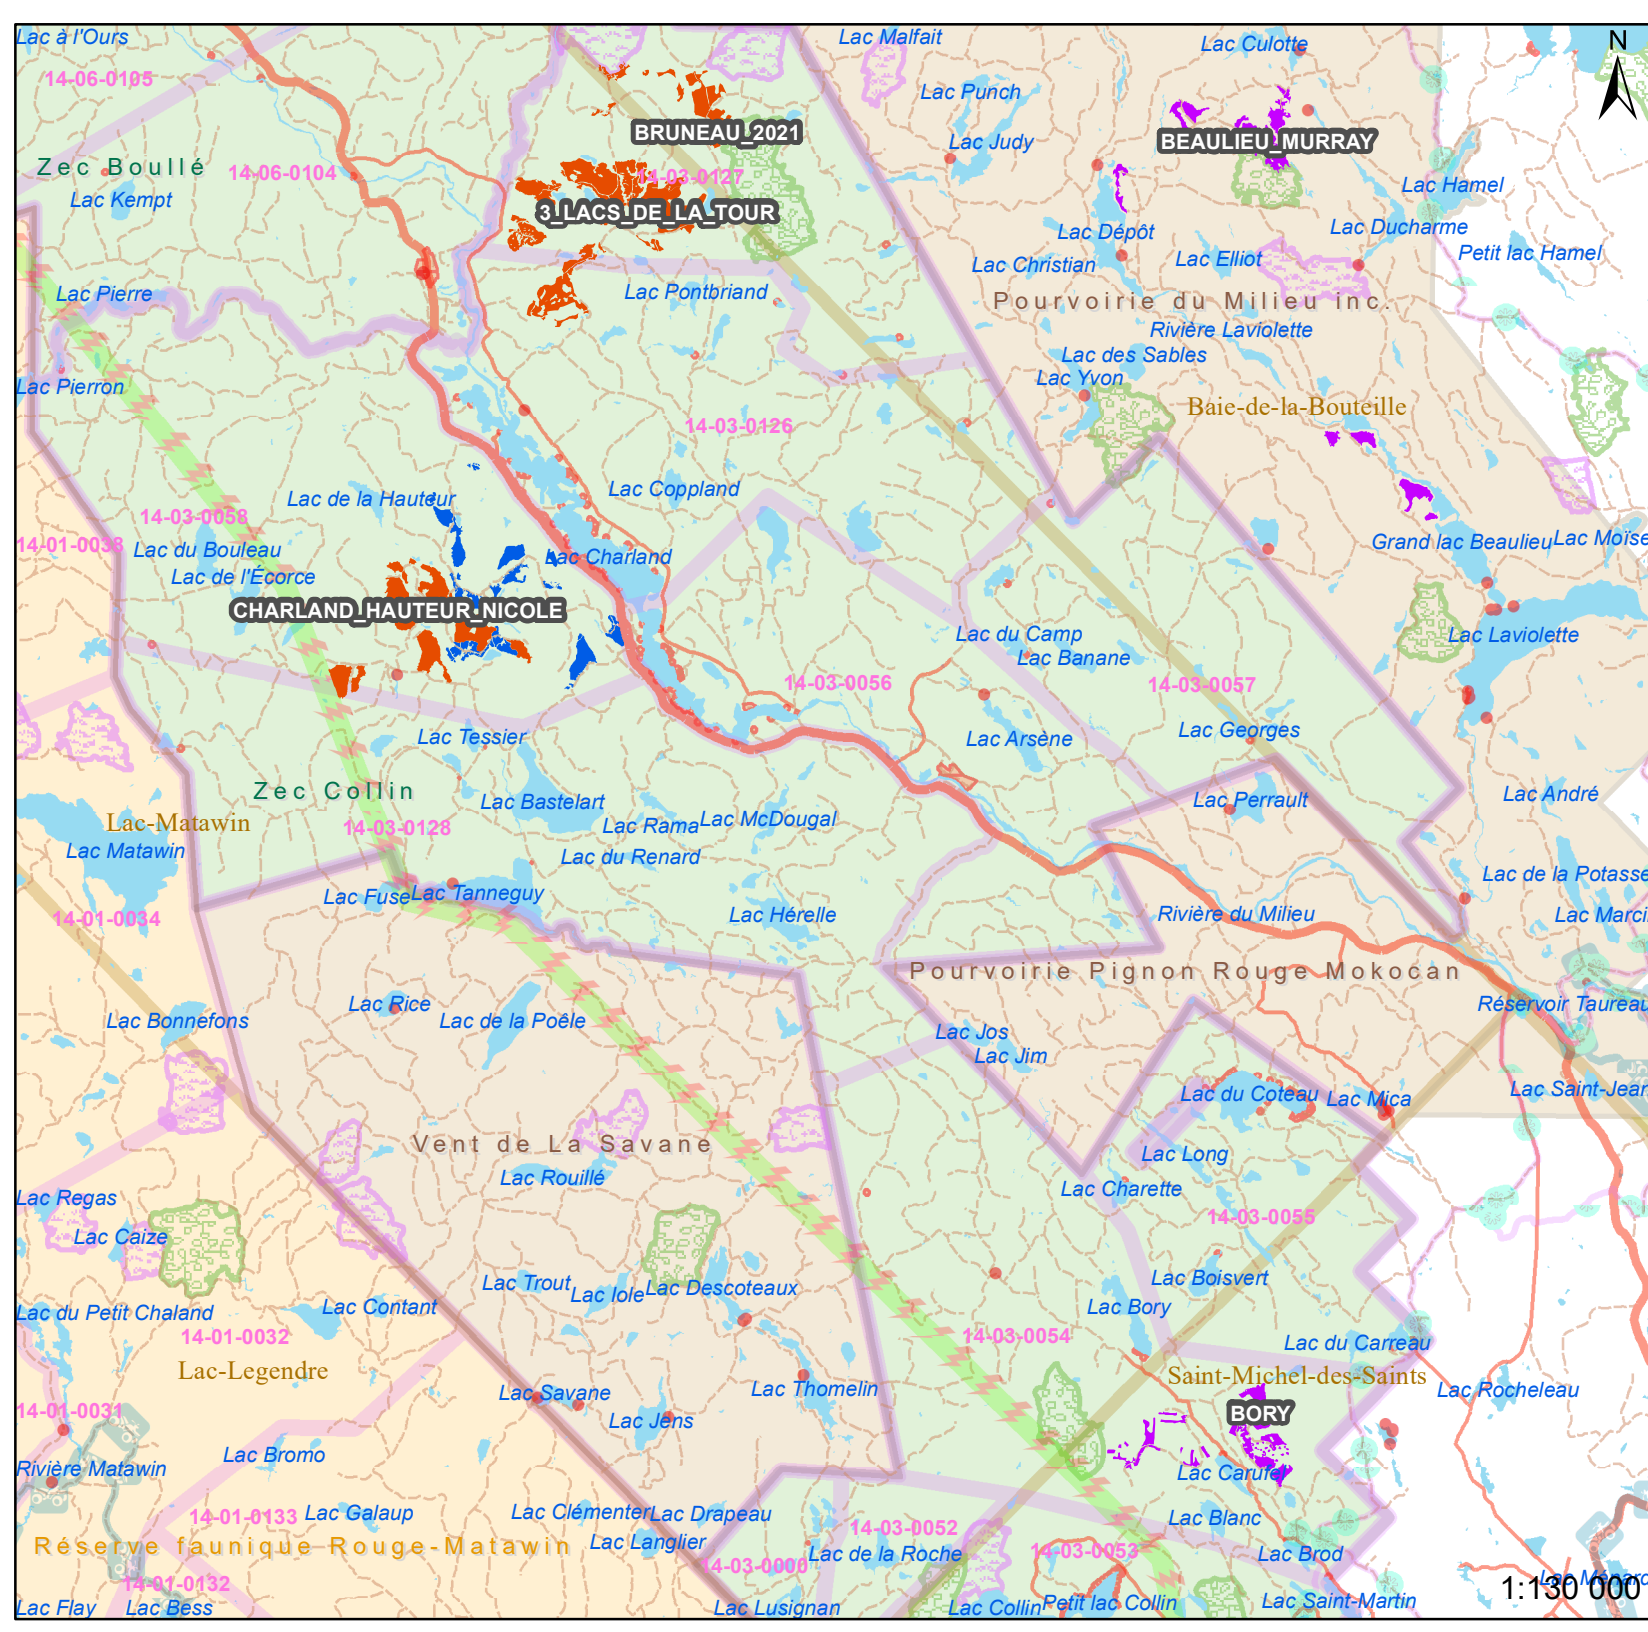 Lac à l'Ours
Lac Malfait
Lac Culotte
N
14-06-0105
Lac Punch
BRUNEAU_2021
Lac Judy
BEAULIEU_MURRAY
Zec Boullé
14-06-0104
14-03-0127
Lac Hamel
Lac Kempt
3_LACS_DE_LA_TOUR
Lac Dépôt
Lac Ducharme
Petit lac Hamel
Lac Christian
Lac Elliot
Lac Pierre
Lac Pontbriand
Pourvoirie du Milieu inc.
Rivière Laviolette
Lac des Sables
Lac Yvon
Lac Pierron
Baie-de-la-Bouteille
14-03-0126
Lac de la Hauteur
Lac Coppland
14-03-0058
14-01-0038
Lac du Bouleau
Lac Charland
Grand lac Beaulieu
Lac Moïse
Lac de l'Écorce
CHARLAND_HAUTEUR_NICOLE
Lac du Camp
Lac Laviolette
Lac Banane
14-03-0056
14-03-0057
Lac Tessier
Lac Arsène
Lac Georges
Zec Collin
Lac Bastelart
Lac Perrault
Lac André
Lac-Matawin
14-03-0128
Lac Rama
Lac McDougal
Lac Matawin
Lac du Renard
Lac de la Potasse
Lac Fuse
Lac Tanneguy
14-01-0034
Lac Hérelle
Rivière du Milieu
Lac Marci
Pourvoirie Pignon Rouge Mokocan
Lac Rice
Réservoir Taureau
Lac Bonnefons
Lac de la Poêle
Lac Jos
Lac Jim
Lac du Coteau
Lac Mica
Lac Saint-Jean
Vent de La Savane
Lac Long
Lac Rouillé
Lac Charette
Lac Regas
14-03-0055
Lac Caize
Lac Trout
Lac Iole
Lac Descoteaux
Lac Boisvert
Lac du Petit Chaland
Lac Contant
Lac Bory
14-01-0032
14-03-0054
Lac du Carreau
Lac-Legendre
Saint-Michel-des-Saints
Lac Savane
Lac Thomelin
Lac Rocheleau
14-01-0031
Lac Jens
BORY
Lac Bromo
Rivière Matawin
Lac Carufel
14-01-0133
Lac Galaup
Lac Clémenter
Lac Drapeau
Lac Blanc
14-03-0052
Réserve faunique Rouge-Matawin
Lac Langlier
Lac de la Roche
14-03-0053
Lac Brod
14-03-0000
14-01-0132
Lac Ménard
1:130 000
Lac Flay
Lac Bess
Lac Lusignan
Lac Collin
Petit lac Collin
Lac Saint-Martin